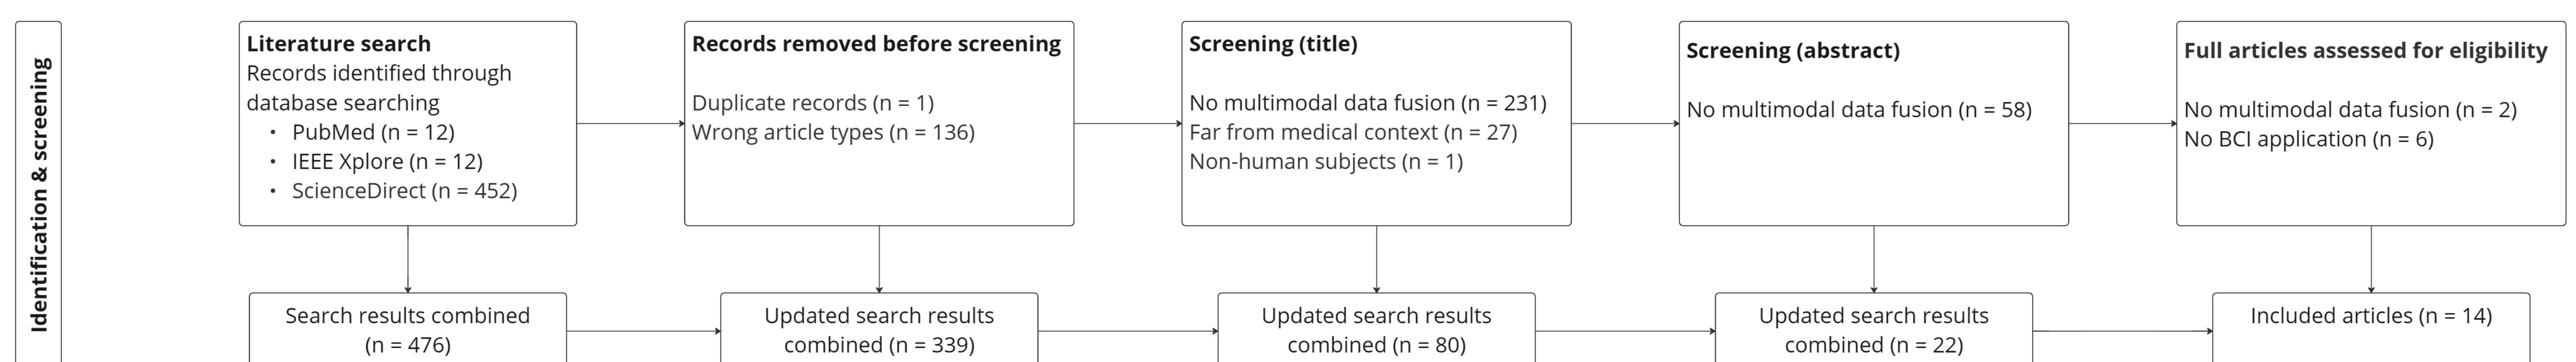 Identification & screening
Literature search
Records identified through
database searching
• PubMed (n = 12)
• IEEE Xplore (n = 12)
• ScienceDirect (n = 452)
Records removed before screening
Duplicate records (n = 1)
Wrong article types (n = 136)
Screening (title)
No multimodal data fusion (n = 231)
Far from medical context (n = 27)
Non-human subjects (n = 1)
Screening (abstract)
No multimodal data fusion (n = 58)
Full articles assessed for eligibility
No multimodal data fusion (n = 2)
No BCI application (n = 6)
Search results combined
(n = 476)
Updated search results
combined (n = 339)
Updated search results
combined (n = 80)
Updated search results
combined (n = 22)
Included articles (n = 14)